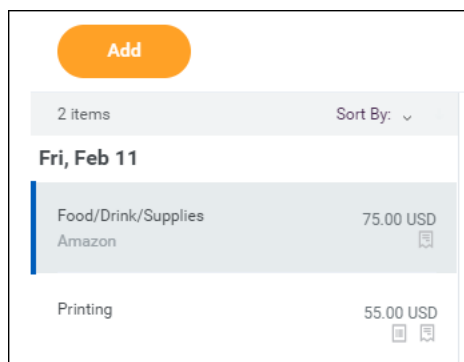 Add
2 items Sort By:
Fri, Feb 11
Food/Drink/Supplies 75.00 USD
Amazon
Printing 55.00 USD